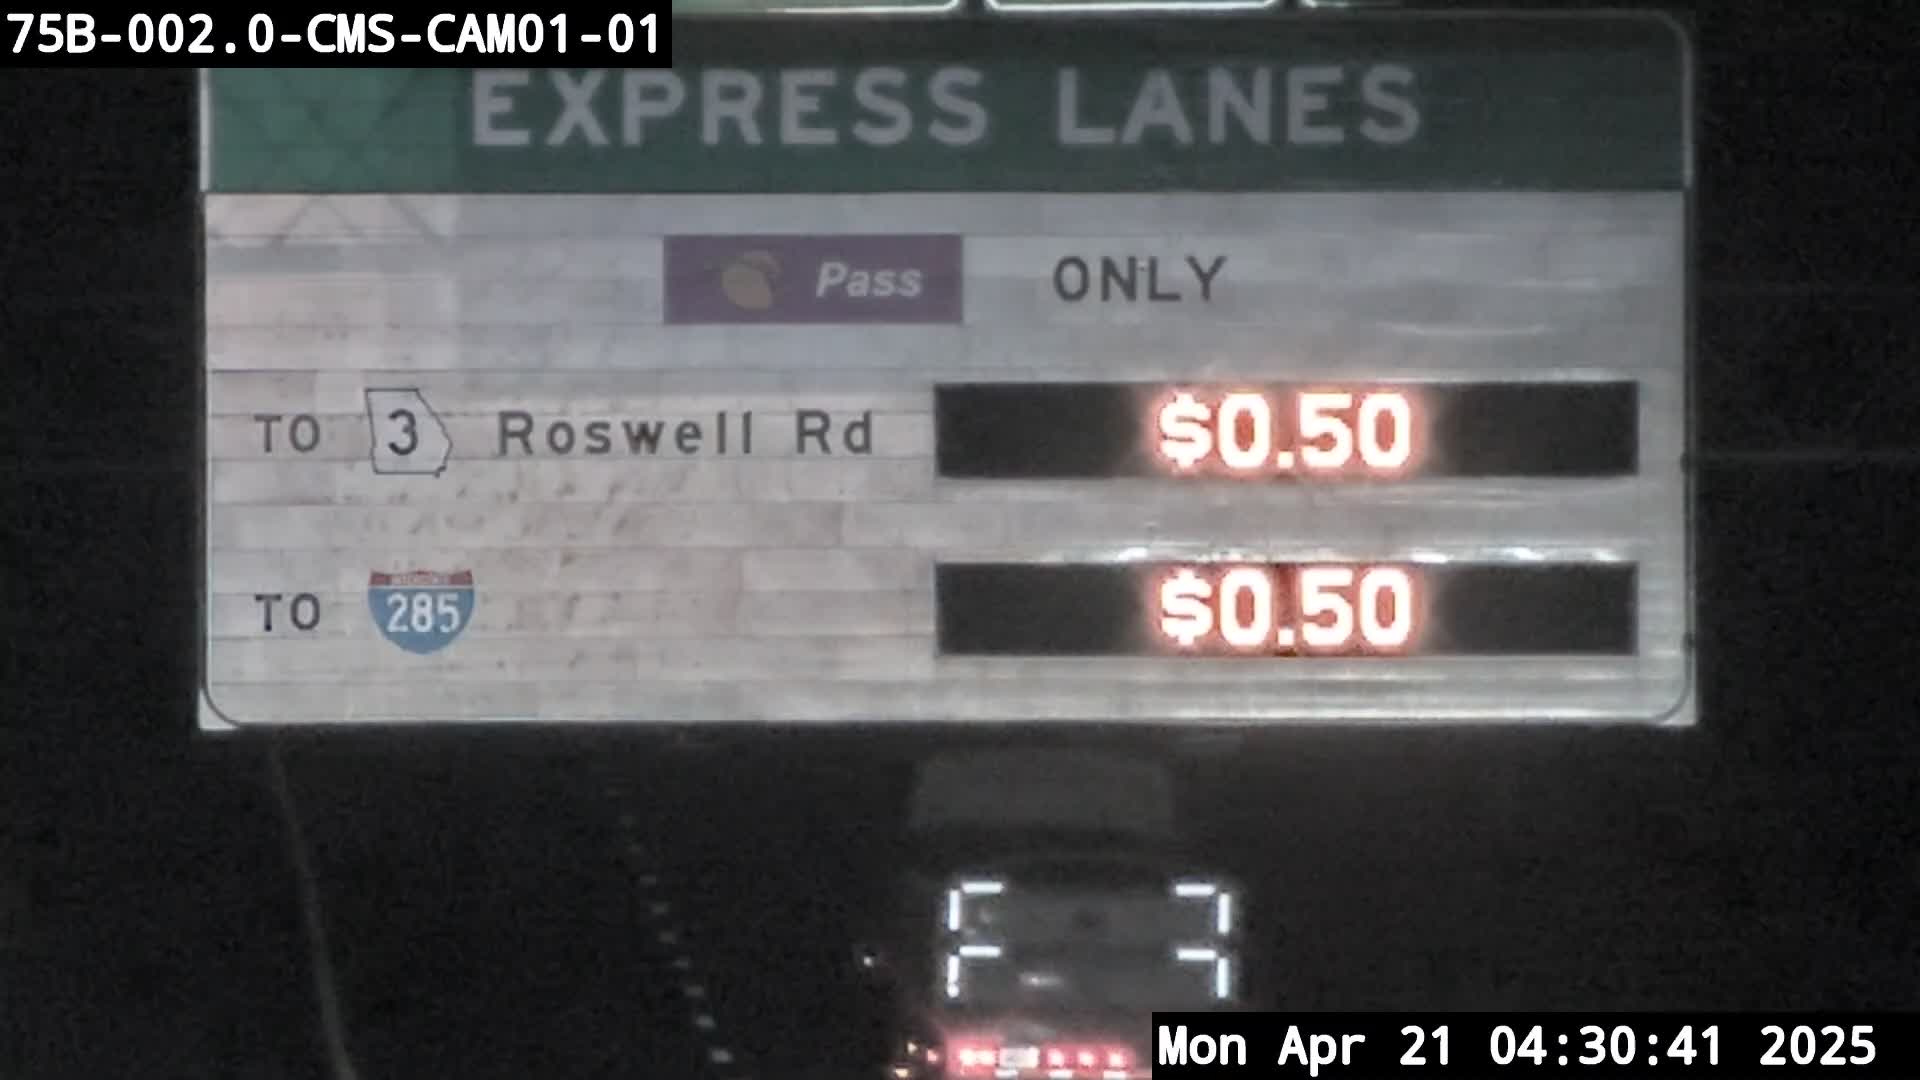 75B-002.0-CMS-CAM01-01
EXPRESS LANES
Pass ONLY
TO 3 Roswell Rd $0.50
TO 285 $0.50
Mon Apr 21 04:30:41 2025